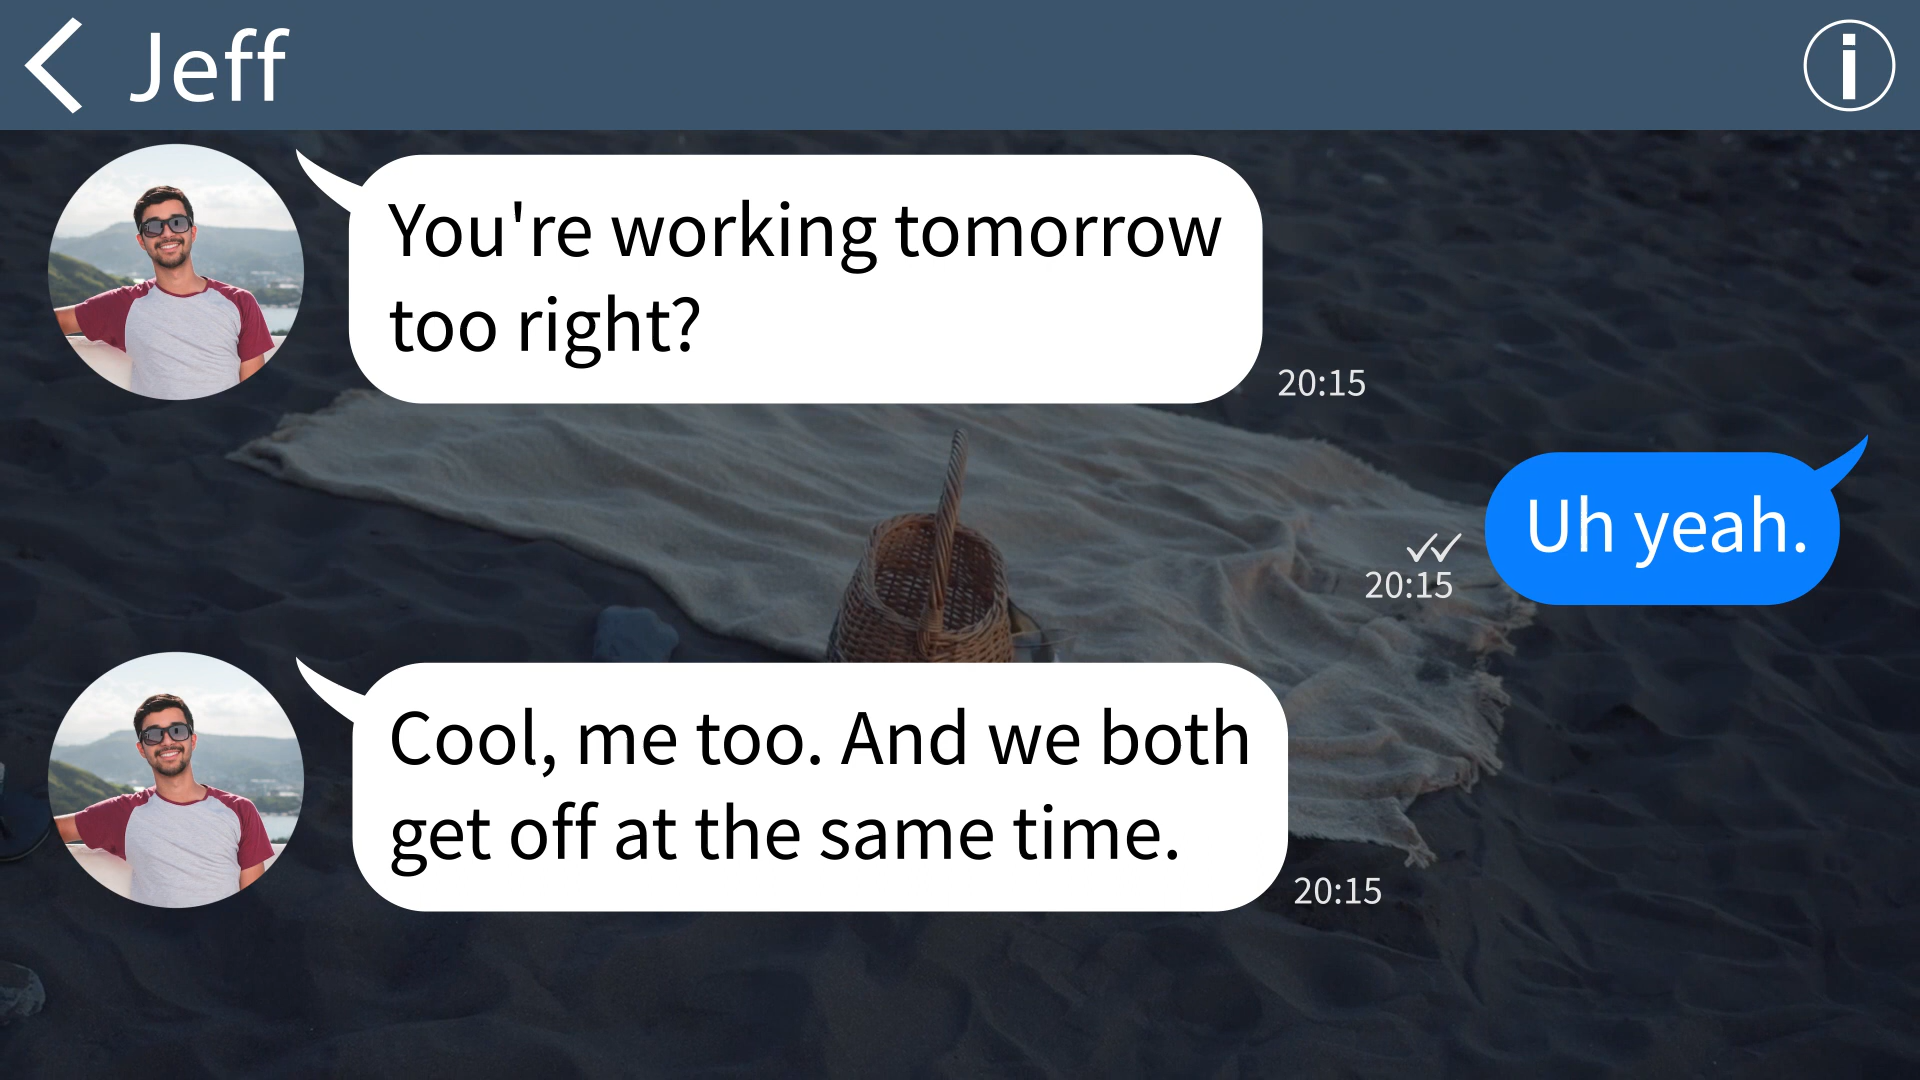 Jeff
You're working tomorrow
too right?
20:15
Uh yeah.
20:15
Cool, me too. And we both
get off at the same time.
20:15